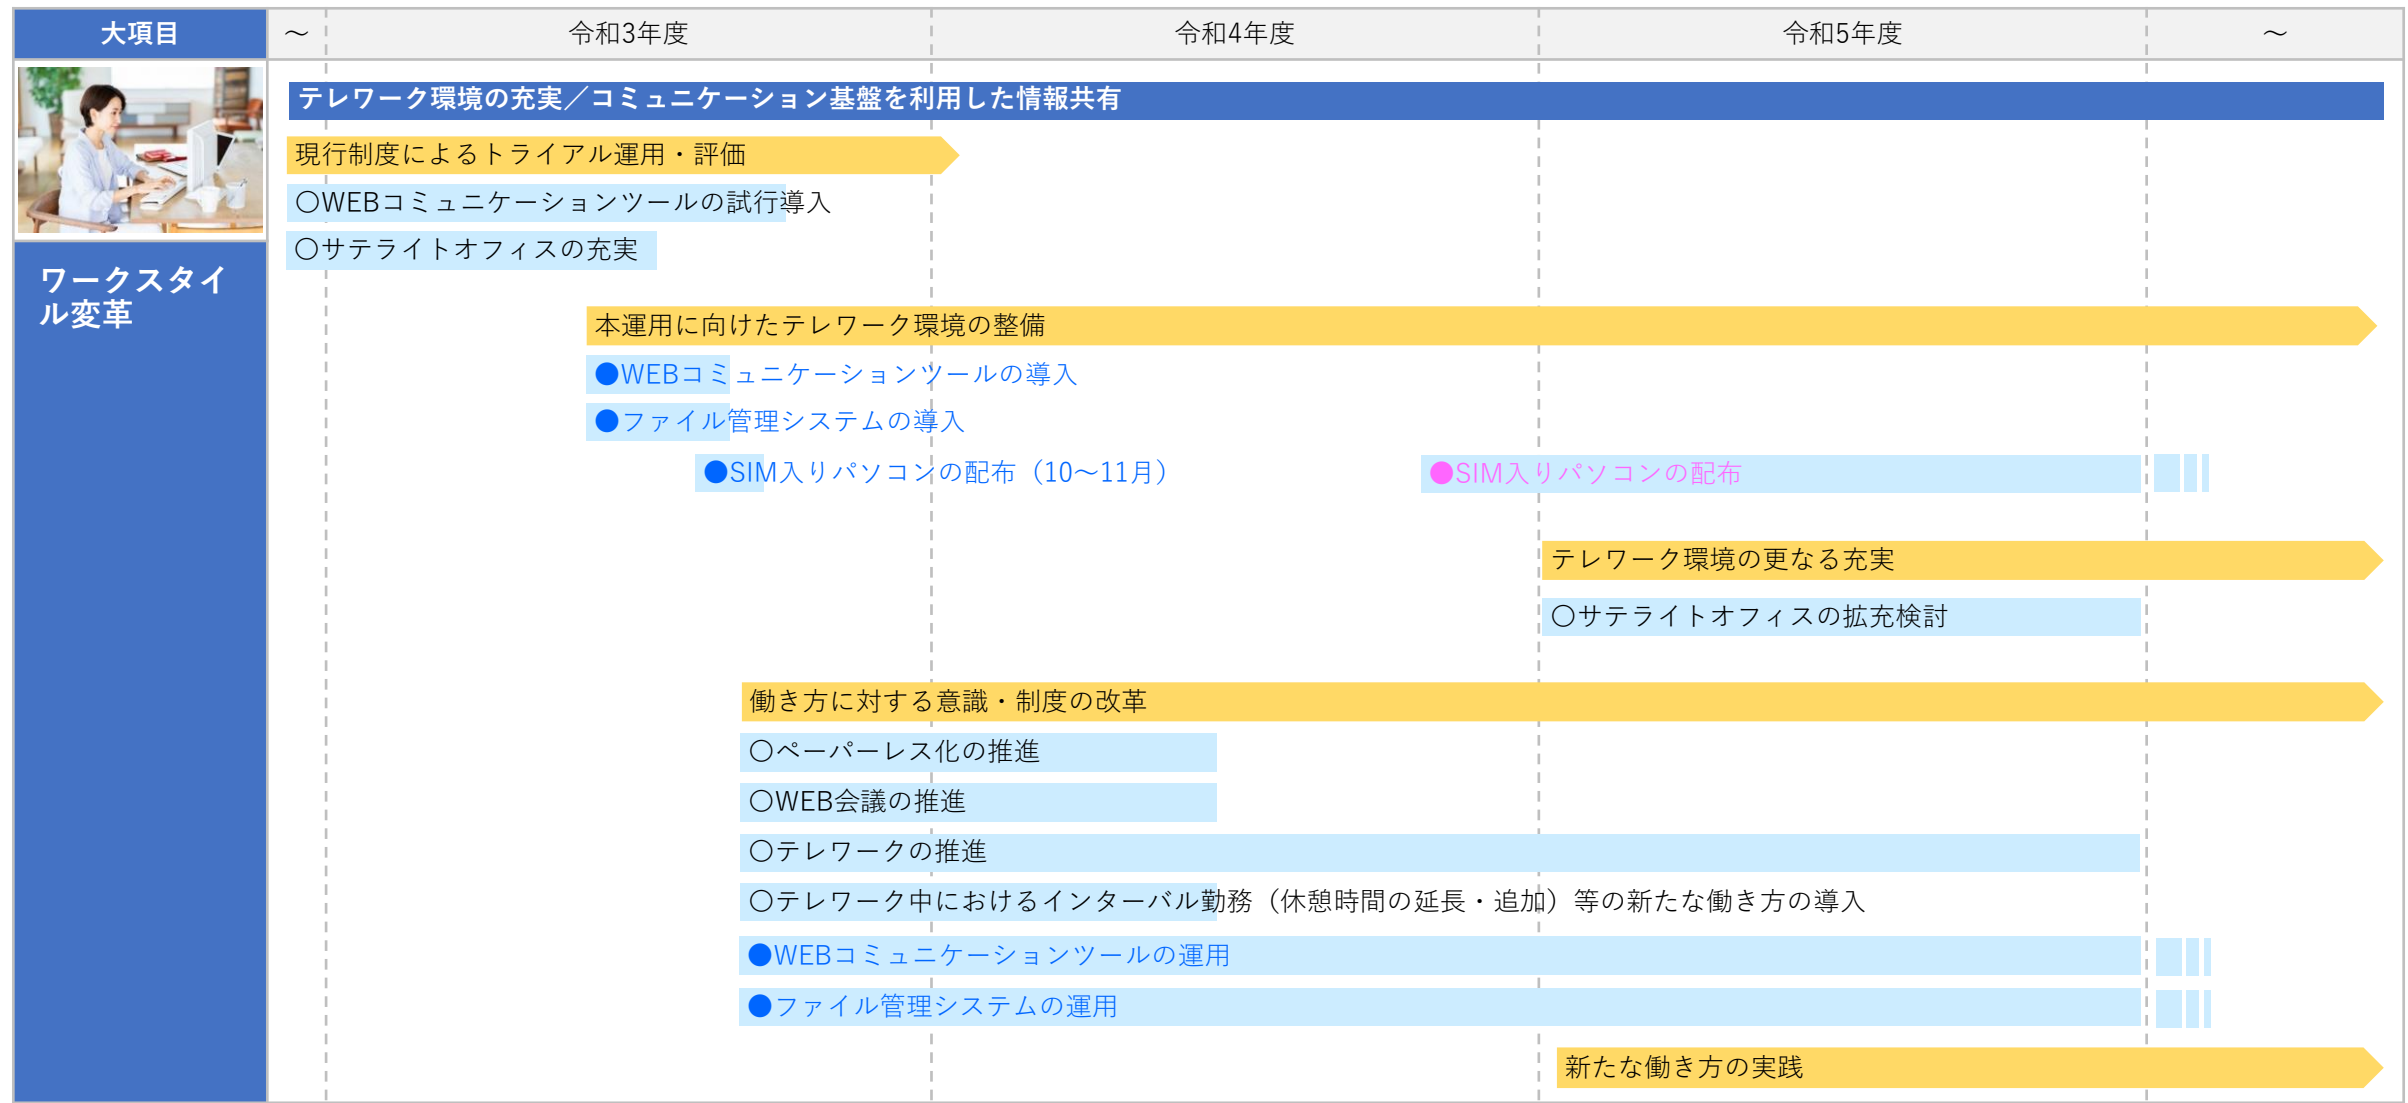 大項目
～
令和3年度
令和4年度
令和5年度
～
ワークスタイ
ル変革
テレワーク環境の充実／コミュニケーション基盤を利用した情報共有
現行制度によるトライアル運用・評価
〇WEBコミュニケーションツールの試行導入
〇サテライトオフィスの充実
本運用に向けたテレワーク環境の整備
●WEBコミュニケーションツールの導入
●ファイル管理システムの導入
●SIM入りパソコンの配布（10～11月）
●SIM入りパソコンの配布
テレワーク環境の更なる充実
〇サテライトオフィスの拡充検討
働き方に対する意識・制度の改革
〇ペーパーレス化の推進
〇WEB会議の推進
〇テレワークの推進
〇テレワーク中におけるインターバル勤務（休憩時間の延長・追加）等の新たな働き方の導入
●WEBコミュニケーションツールの運用
●ファイル管理システムの運用
新たな働き方の実践